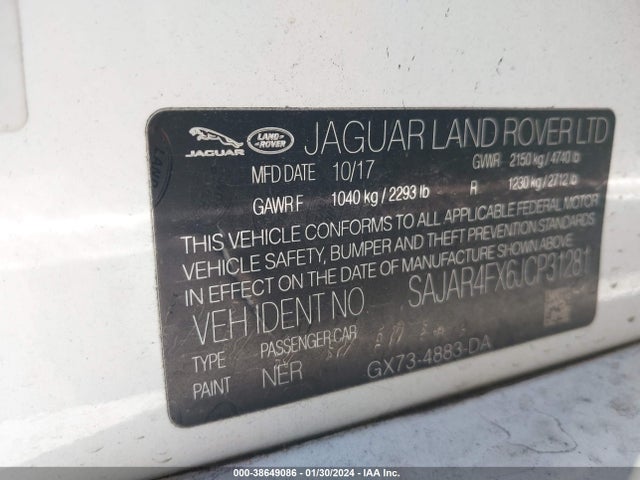 JAGUAR LAND ROVER JAGUAR LAND ROVER LTD
MFD DATE 10/17 GVWR 2150 kg / 4740 lb
GAWR F 1040 kg / 2293 lb R 1230 kg / 2712 lb
THIS VEHICLE CONFORMS TO ALL APPLICABLE FEDERAL MOTOR
VEHICLE SAFETY, BUMPER AND THEFT PREVENTION STANDARDS
IN EFFECT ON THE DATE OF MANUFACTURE SHOWN ABOVE.
VEH IDENT NO. SAJAR4FX6JCP31281
TYPE PASSENGER CAR
PAINT NER GX73-4883-DA
000-38649086 - 01/30/2024 - IAA Inc.